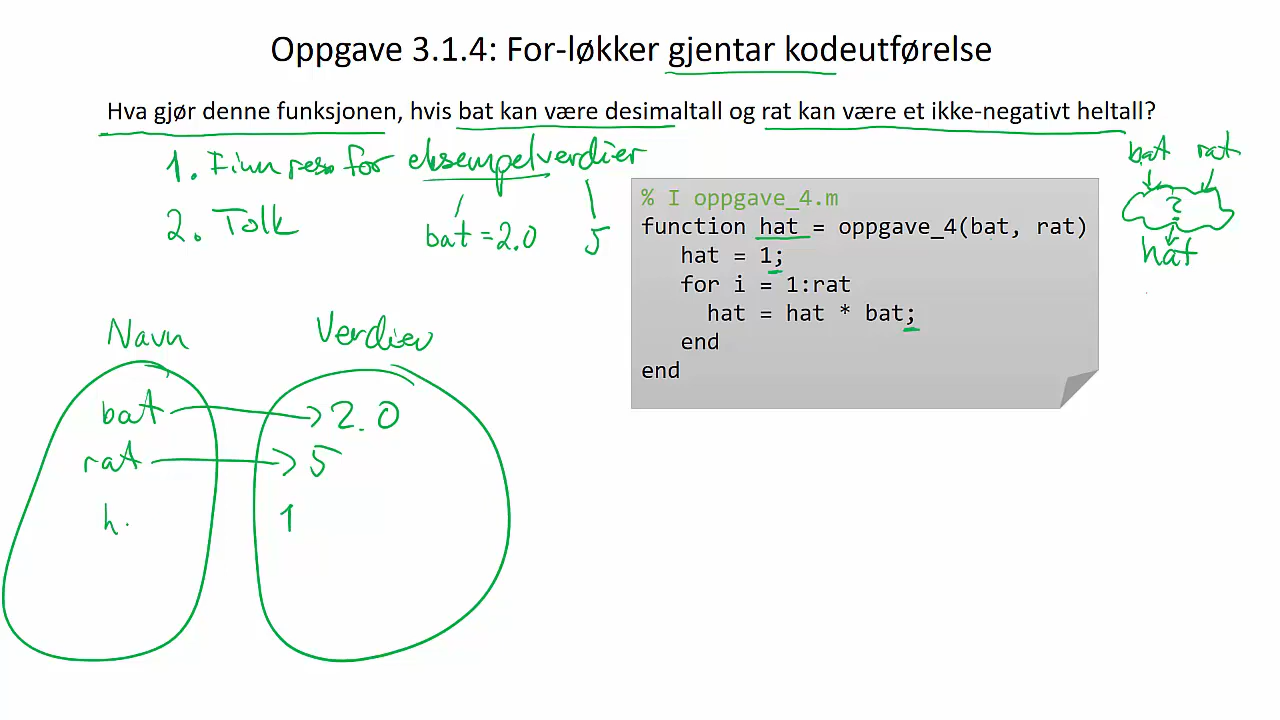 Oppgave 3.1.4: For-løkker gjentar kodeutførelse
Hva gjør denne funksjonen, hvis bat kan være desimaltall og rat kan være et ikke-negativt heltall?
1. Finn res. for eksempelverdier
2. Tolk
bat = 2.0
5
bat rat
?
hat
% I oppgave_4.m
function hat = oppgave_4(bat, rat)
hat = 1;
for i = 1:rat
hat = hat * bat;
end
end
Navn Verdier
bat → 2.0
rat → 5
h 1